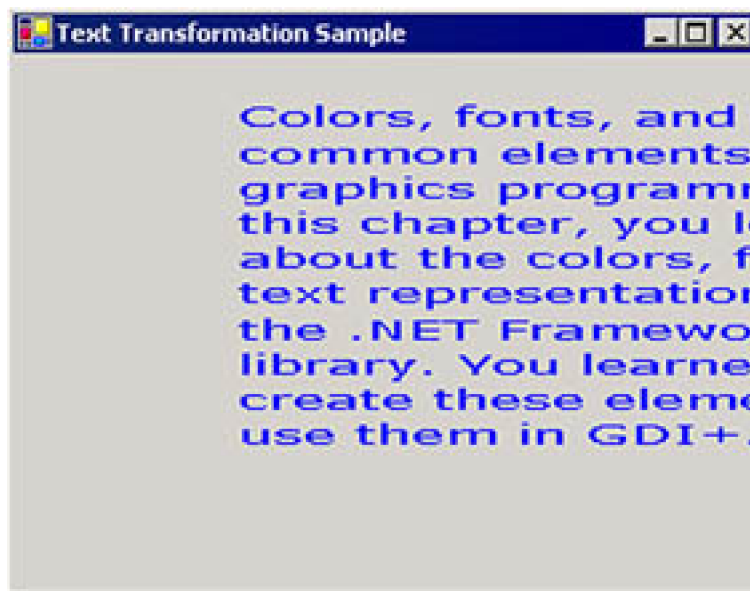 Text Transformation Sample
Colors, fonts, and
common elements
graphics programm
this chapter, you le
about the colors, f
text representation
the .NET Framewo
library. You learne
create these eleme
use them in GDI+.